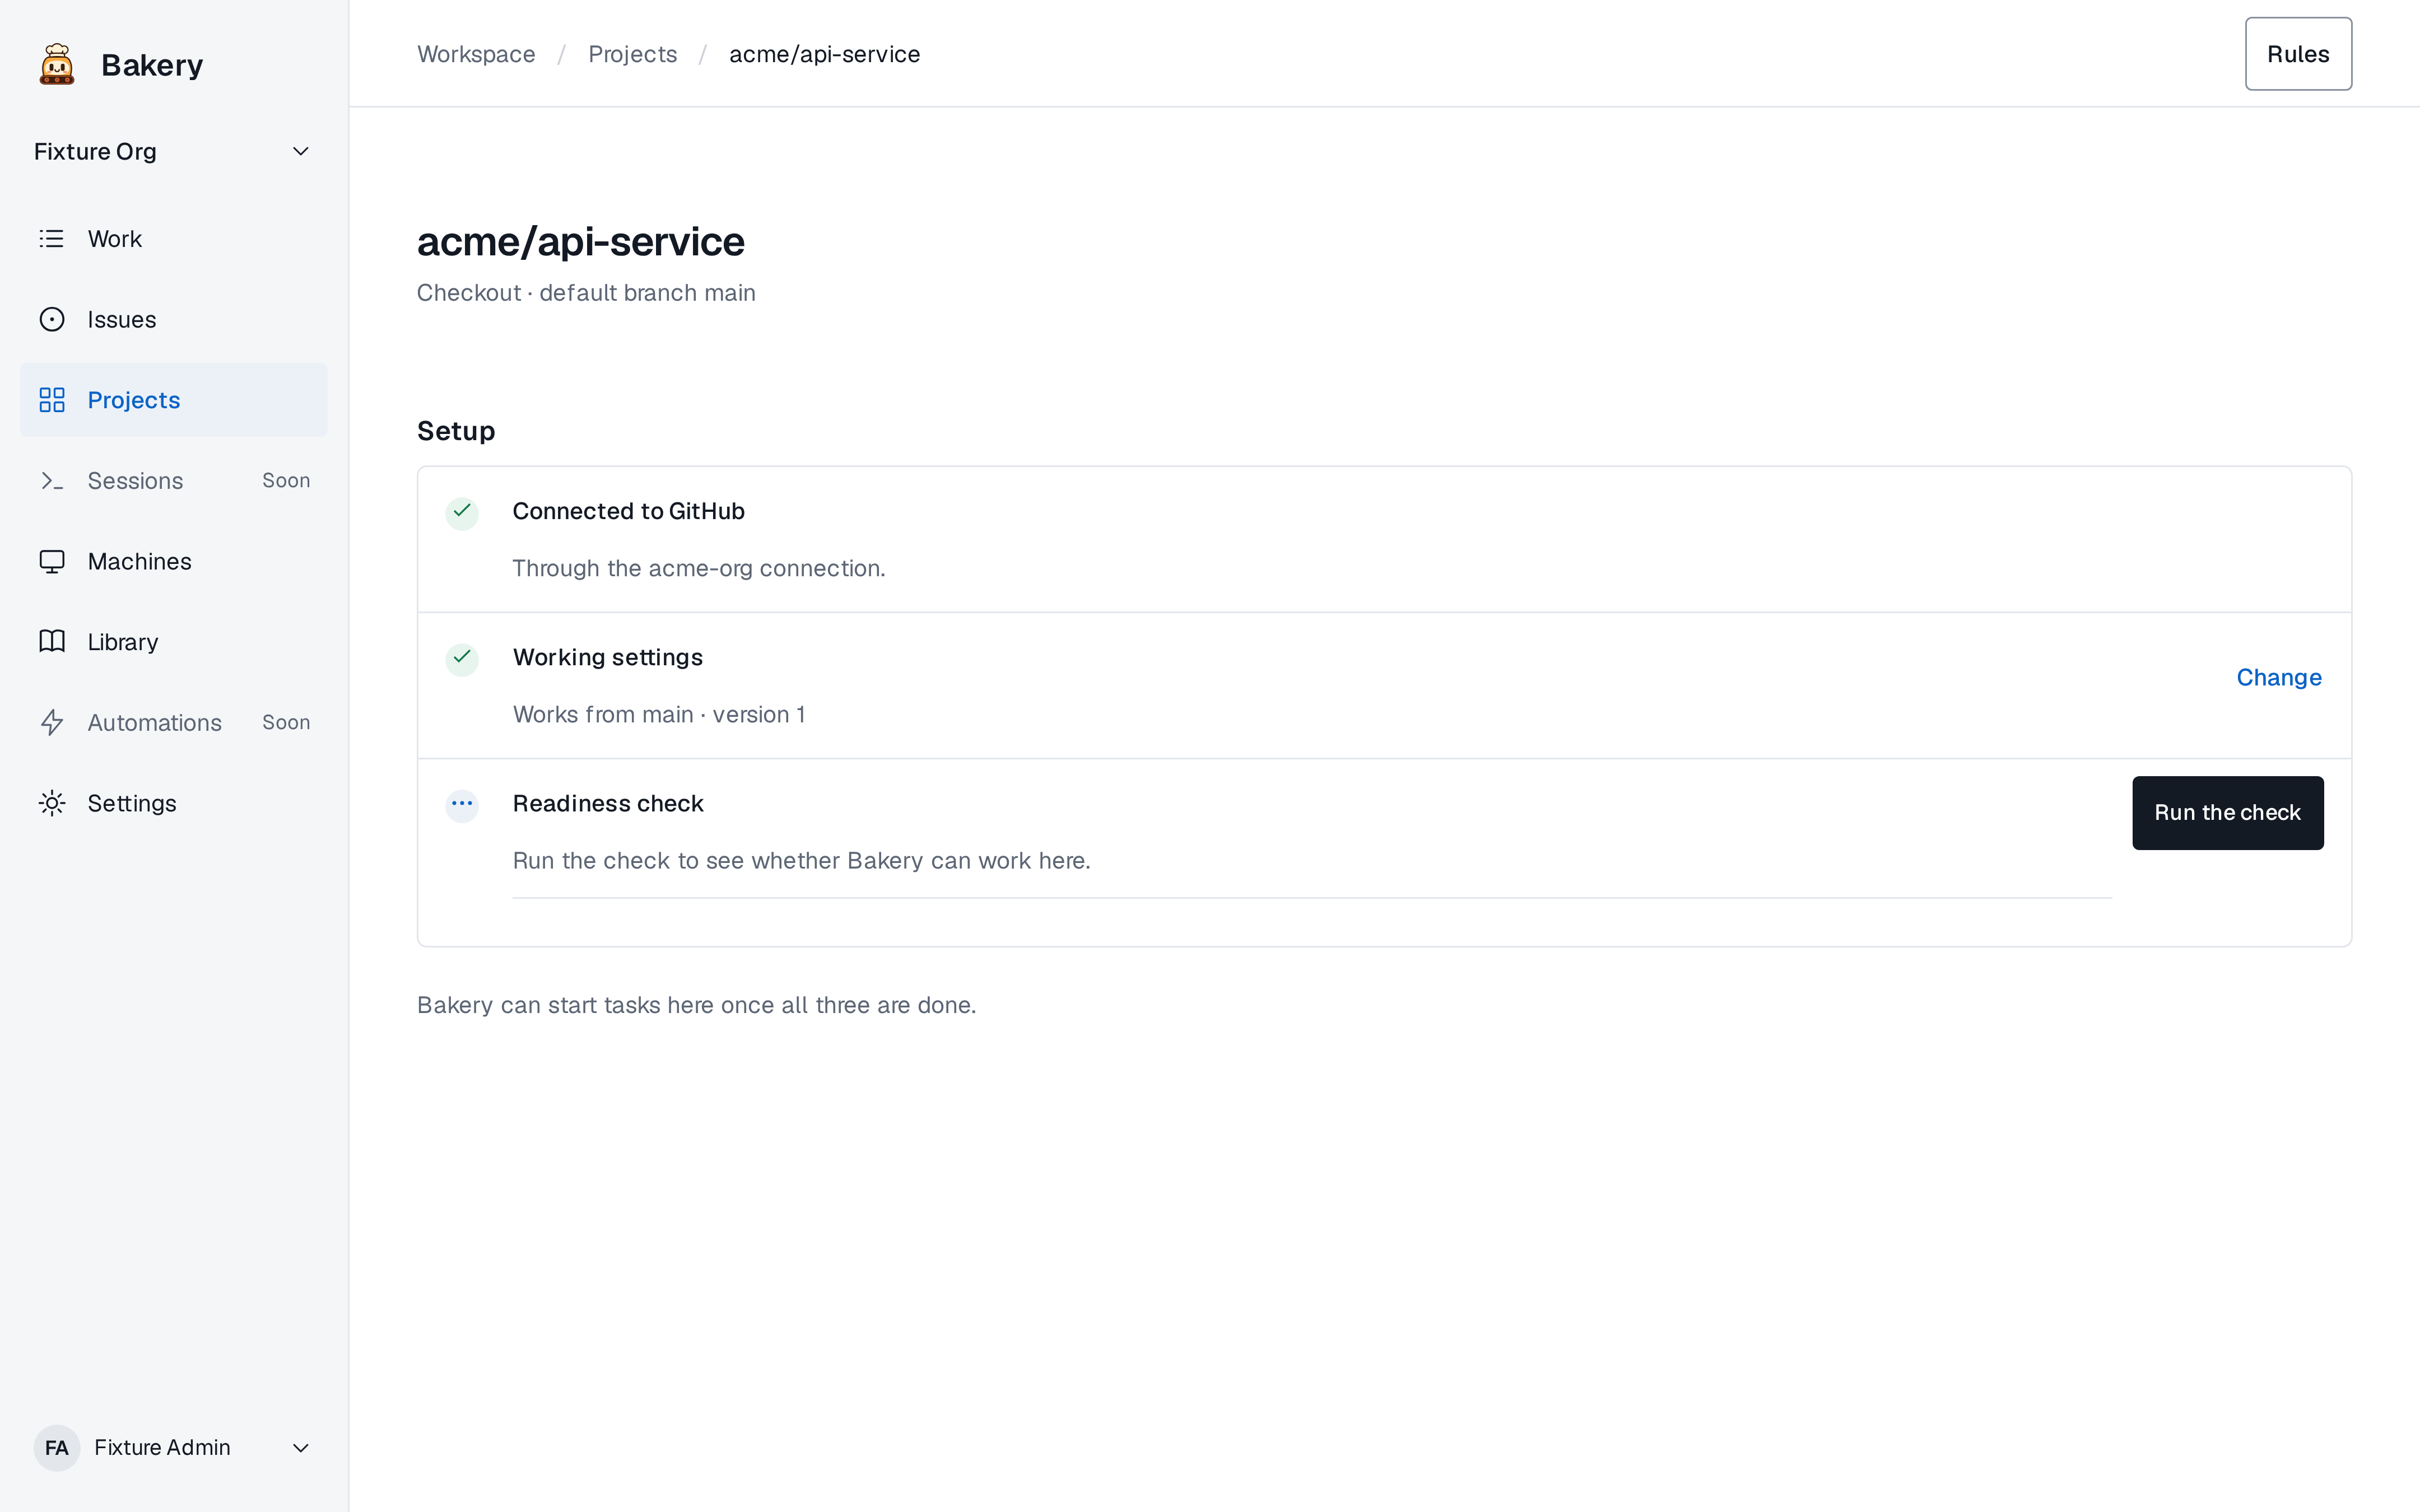 Bakery
Fixture Org
Work
Issues
Projects
Sessions Soon
Machines
Library
Automations Soon
Settings
FA Fixture Admin
Workspace / Projects / acme/api-service
Rules
acme/api-service
Checkout · default branch main
Setup
Connected to GitHub
Through the acme-org connection.
Working settings
Works from main · version 1
Change
Readiness check
Run the check to see whether Bakery can work here.
Run the check
Bakery can start tasks here once all three are done.